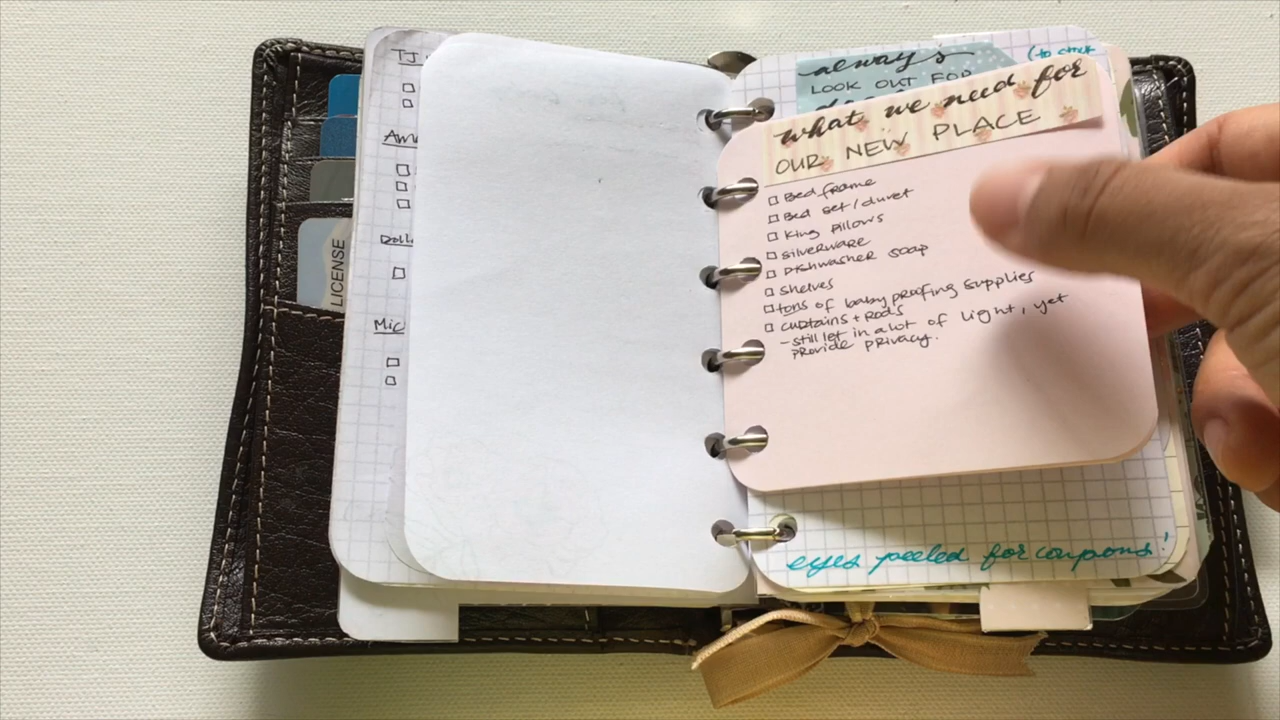 TJ
LICENSE
always
LOOK OUT FOR
(to check
what we need for
OUR NEW PLACE
Bed frame
Bed set/duvet
King Pillows
silverware
Dishwasher soap
shelves
tons of baby proofing supplies
curtains + rods
- still let in a lot of light, yet
provide privacy.
eyes peeled for coupons!